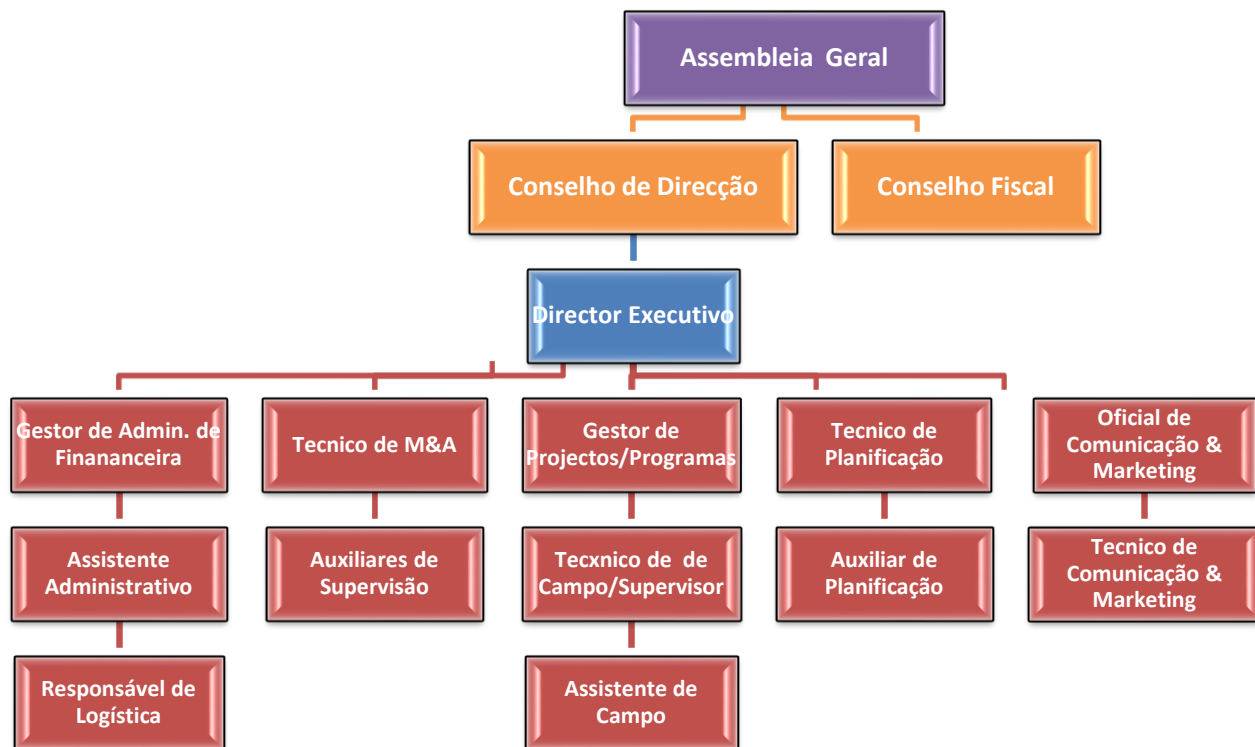 Assembleia Geral
Conselho de Direcção
Conselho Fiscal
Director Executivo
Gestor de Admin. de
Finananceira
Tecnico de M&A
Gestor de
Projectos/Programas
Tecnico de
Planificação
Oficial de
Comunicação &
Marketing
Assistente
Administrativo
Auxiliares de
Supervisão
Tecxnico de de
Campo/Supervisor
Auxiliar de
Planificação
Tecnico de
Comunicação &
Marketing
Responsável de
Logística
Assistente de
Campo